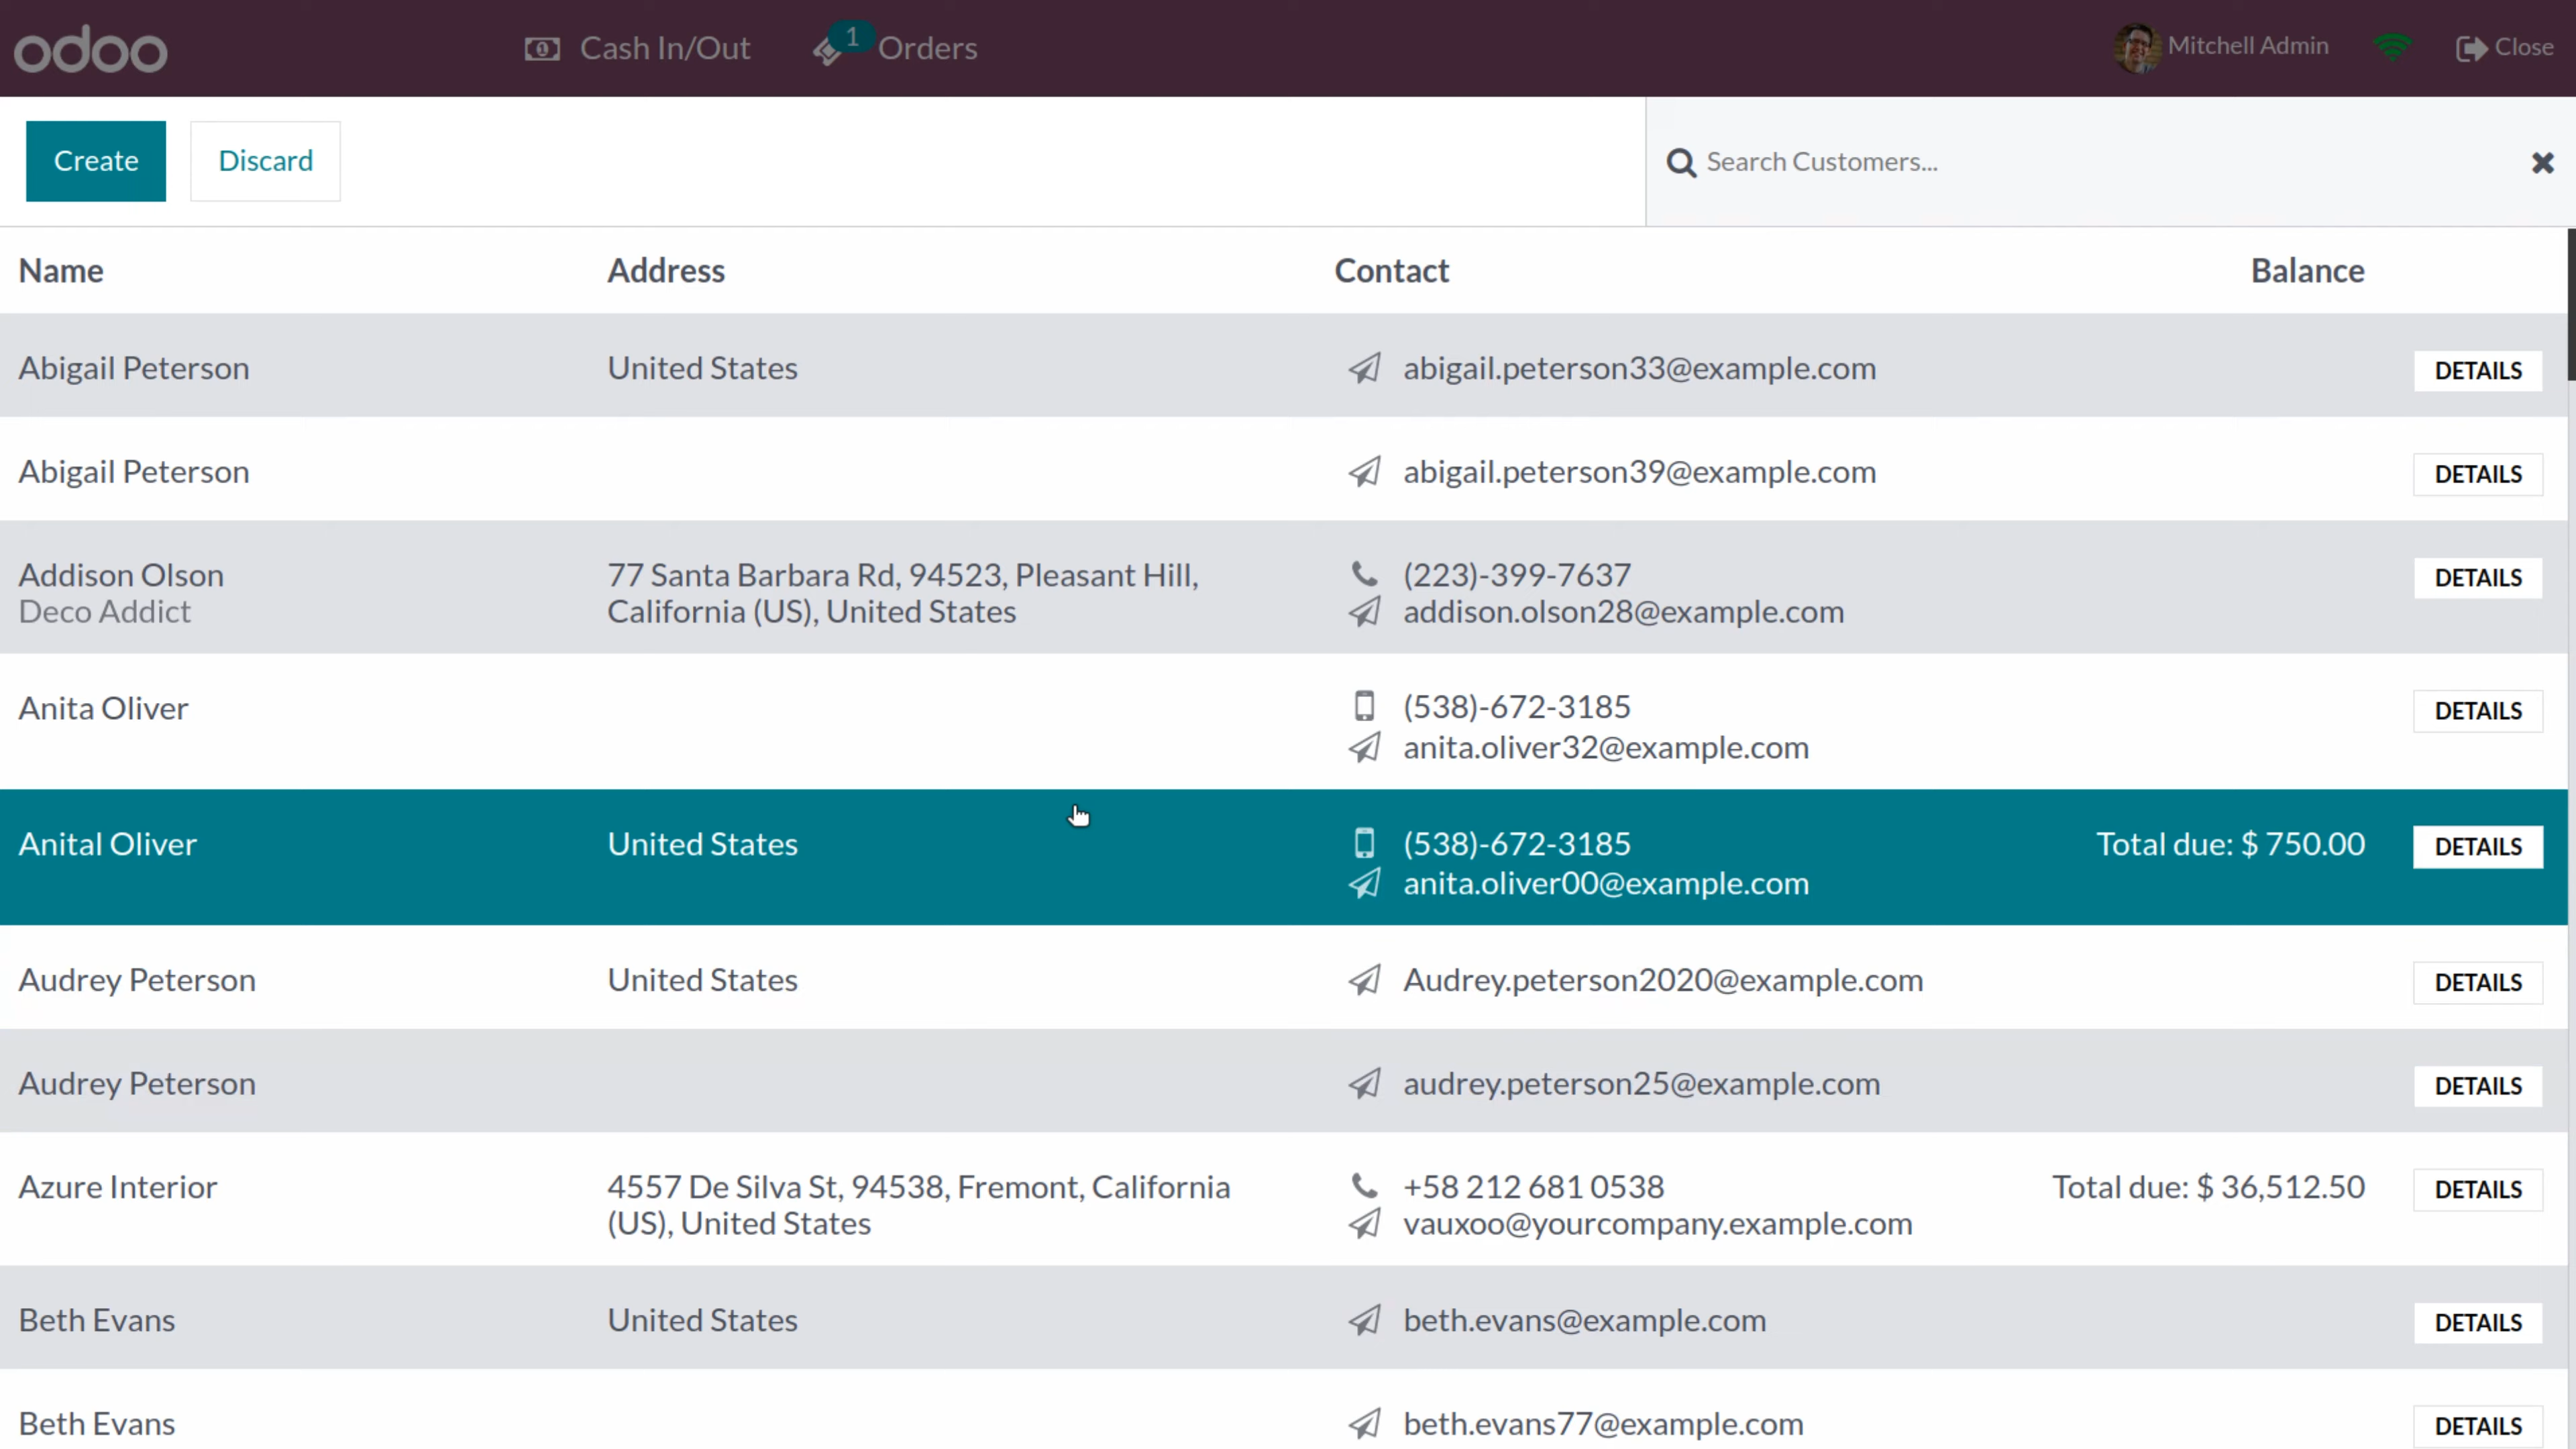 odoo
Cash In/Out
1
Orders
Mitchell Admin
Close
Create
Discard
Search Customers...
Name Address Contact Balance
Abigail Peterson United States abigail.peterson33@example.com DETAILS
Abigail Peterson abigail.peterson39@example.com DETAILS
Addison Olson 77 Santa Barbara Rd, 94523, Pleasant Hill, (223)-399-7637 DETAILS
Deco Addict California (US), United States addison.olson28@example.com
Anita Oliver (538)-672-3185 DETAILS
anita.oliver32@example.com
Anital Oliver United States (538)-672-3185 Total due: $ 750.00 DETAILS
anita.oliver00@example.com
Audrey Peterson United States Audrey.peterson2020@example.com DETAILS
Audrey Peterson audrey.peterson25@example.com DETAILS
Azure Interior 4557 De Silva St, 94538, Fremont, California +58 212 681 0538 Total due: $ 36,512.50 DETAILS
(US), United States vauxoo@yourcompany.example.com
Beth Evans United States beth.evans@example.com DETAILS
Beth Evans beth.evans77@example.com DETAILS